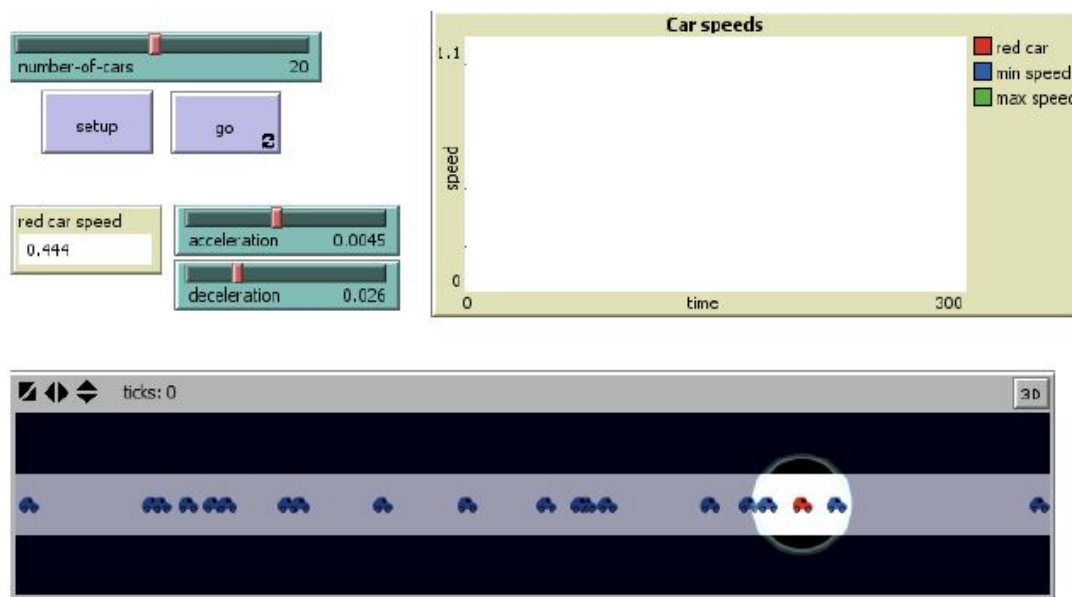 number-of-cars 20
setup
go
red car speed
0.444
acceleration 0.0045
deceleration 0.026
Car speeds
1.1
speed
0
0 time 300
red car
min speed
max speed
ticks: 0
3D